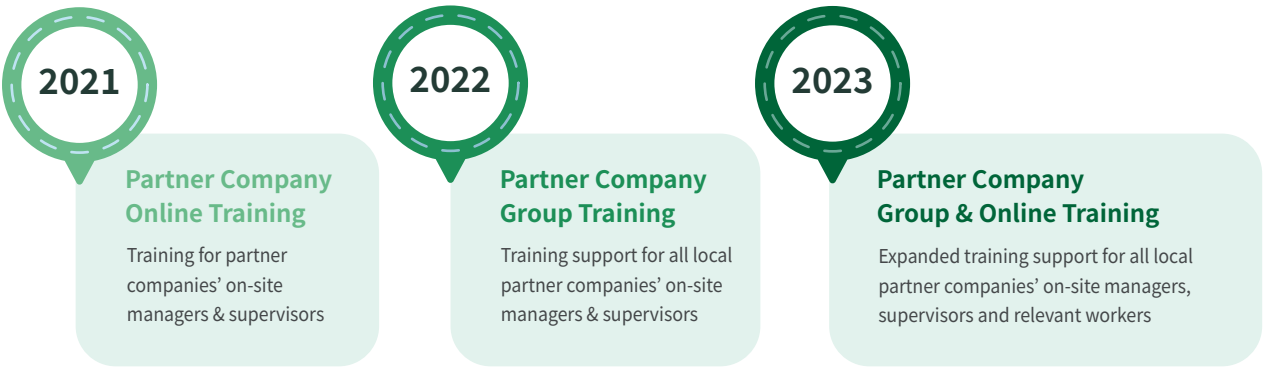 2021
Partner Company
Online Training
Training for partner
companies’ on-site
managers & supervisors
2022
Partner Company
Group Training
Training support for all local
partner companies’ on-site
managers & supervisors
2023
Partner Company
Group & Online Training
Expanded training support for all local
partner companies’ on-site managers,
supervisors and relevant workers